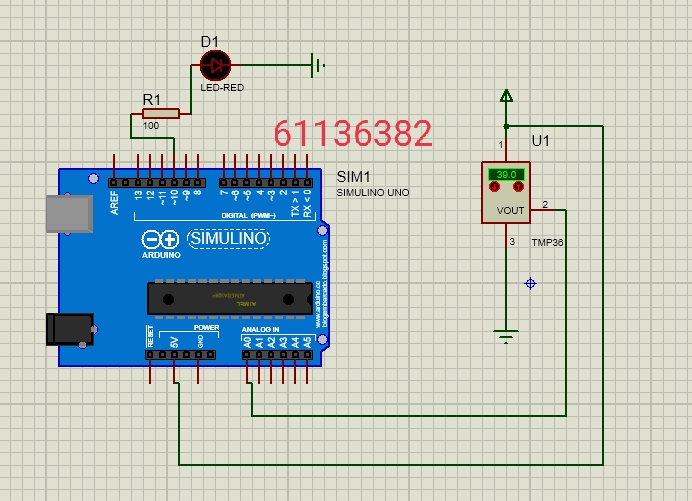 D1
LED-RED
R1
100
61136382
U1
1
39.0
VOUT
2
3
TMP36
SIM1
SIMULINO UNO
AREF
13
12
~11
~10
~9
8
7
~6
~5
4
~3
2
TX > 1
RX < 0
DIGITAL (PWM~)
ARDUINO
SIMULINO
www.arduino.cc
blogembarcado.blogspot.com
RESET
5V
GND
POWER
ANALOG IN
A0
A1
A2
A3
A4
A5